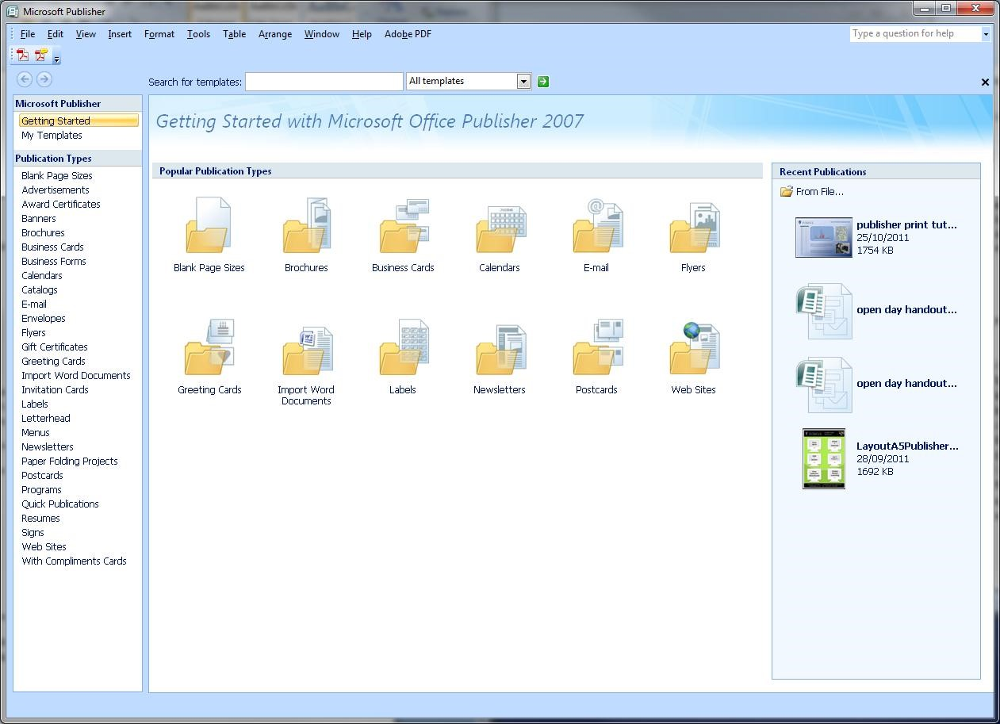 Microsoft Publisher
File Edit View Insert Format Tools Table Arrange Window Help Adobe PDF
Type a question for help
Search for templates:
All templates
Microsoft Publisher
Getting Started
My Templates
Publication Types
Blank Page Sizes
Advertisements
Award Certificates
Banners
Brochures
Business Cards
Business Forms
Calendars
Catalogs
E-mail
Envelopes
Flyers
Gift Certificates
Greeting Cards
Import Word Documents
Invitation Cards
Labels
Letterhead
Menus
Newsletters
Paper Folding Projects
Postcards
Programs
Quick Publications
Resumes
Signs
Web Sites
With Compliments Cards
Getting Started with Microsoft Office Publisher 2007
Popular Publication Types
Blank Page Sizes
Brochures
Business Cards
Calendars
E-mail
Flyers
Greeting Cards
Import Word
Documents
Labels
Newsletters
Postcards
Web Sites
Recent Publications
From File...
publisher print tut...
25/10/2011
1754 KB
open day handout...
open day handout...
LayoutA5Publisher...
28/09/2011
1692 KB